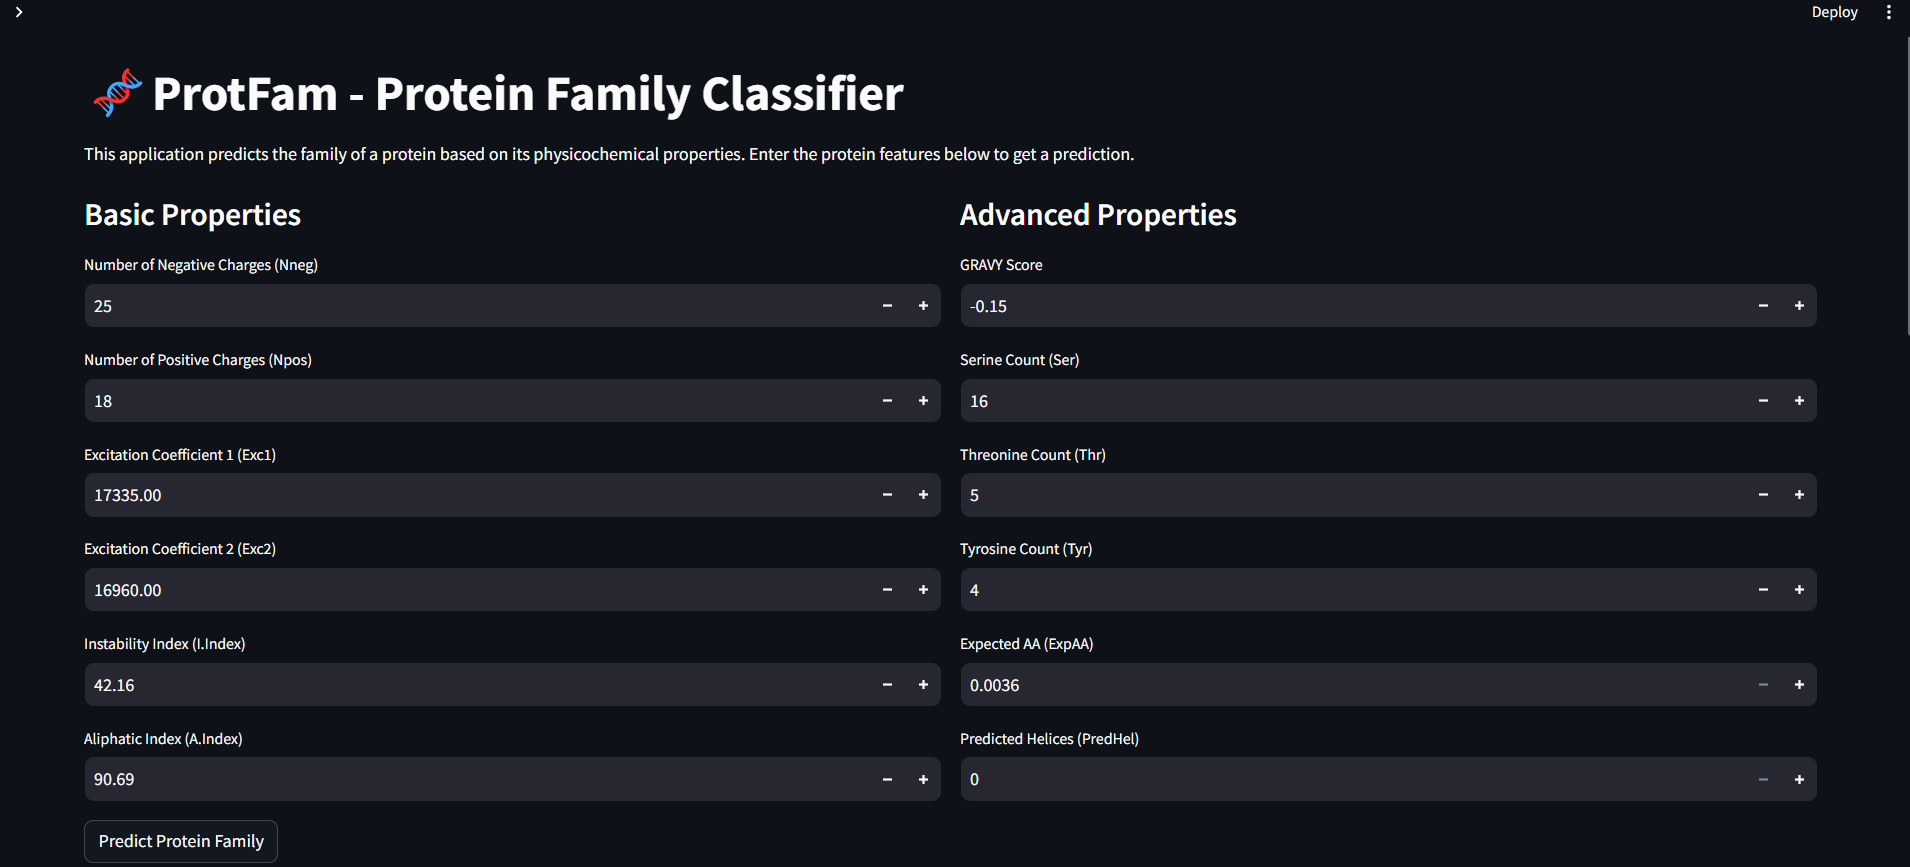 Deploy
ProtFam - Protein Family Classifier
This application predicts the family of a protein based on its physicochemical properties. Enter the protein features below to get a prediction.
Basic Properties
Number of Negative Charges (Nneg)
25
Number of Positive Charges (Npos)
18
Excitation Coefficient 1 (Exc1)
17335.00
Excitation Coefficient 2 (Exc2)
16960.00
Instability Index (I.Index)
42.16
Aliphatic Index (A.Index)
90.69
Predict Protein Family
Advanced Properties
GRAVY Score
-0.15
Serine Count (Ser)
16
Threonine Count (Thr)
5
Tyrosine Count (Tyr)
4
Expected AA (ExpAA)
0.0036
Predicted Helices (PredHel)
0